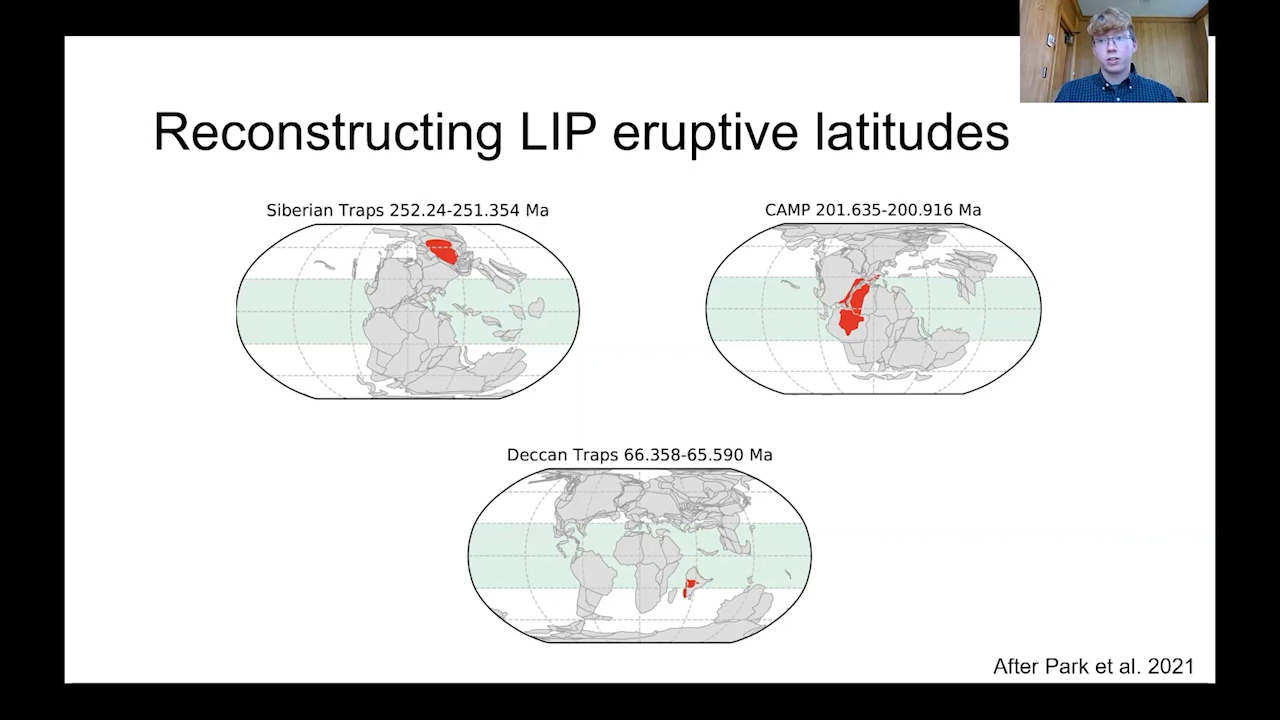 Reconstructing LIP eruptive latitudes
Siberian Traps 252.24-251.354 Ma
CAMP 201.635-200.916 Ma
Deccan Traps 66.358-65.590 Ma
After Park et al. 2021